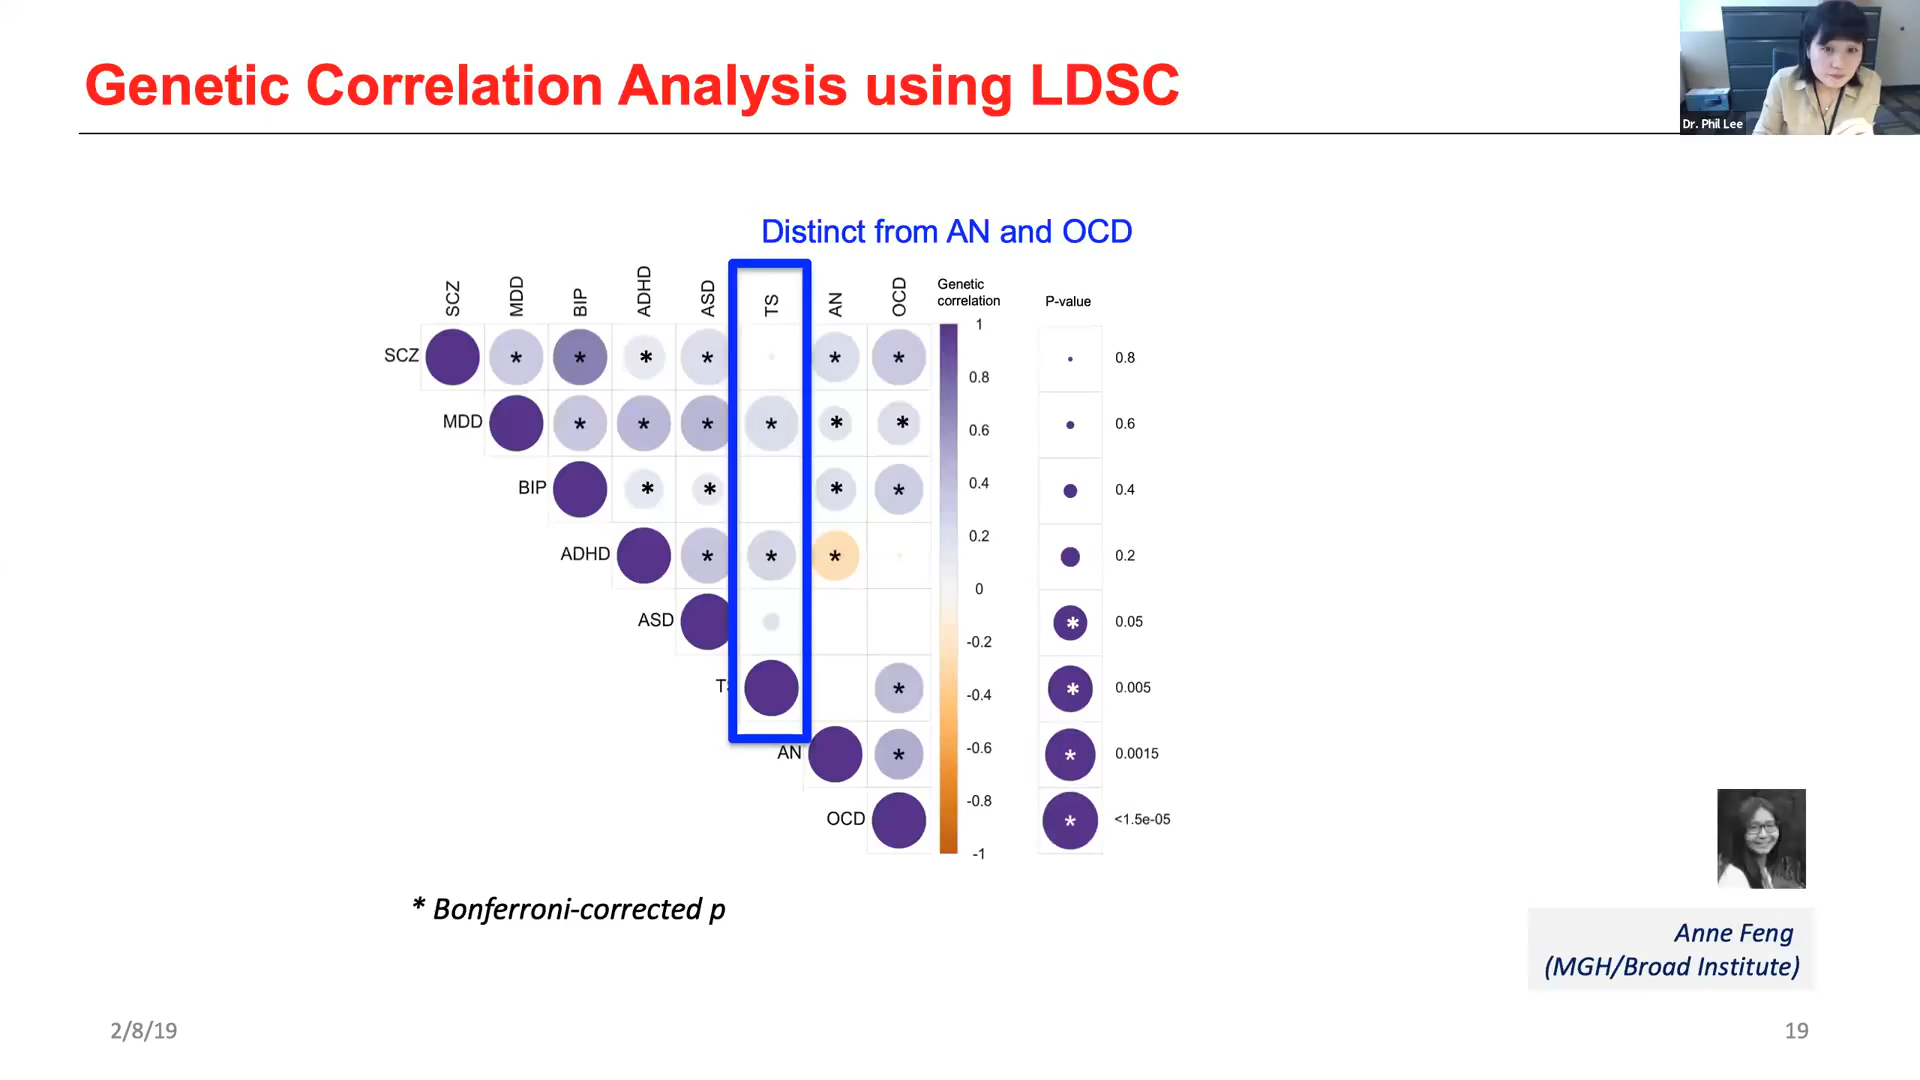 Genetic Correlation Analysis using LDSC
Dr. Phil Lee
Distinct from AN and OCD
SCZ MDD BIP ADHD ASD TS AN OCD
Genetic
correlation
P-value
SCZ * * * * * *
MDD * * * * * *
BIP * * * *
ADHD * * *
ASD
TS *
AN *
OCD
1
0.8
0.6
0.4
0.2
0
-0.2
-0.4
-0.6
-0.8
-1
0.8
0.6
0.4
0.2
* 0.05
* 0.005
* 0.0015
* <1.5e-05
* Bonferroni-corrected p
Anne Feng
(MGH/Broad Institute)
2/8/19
19